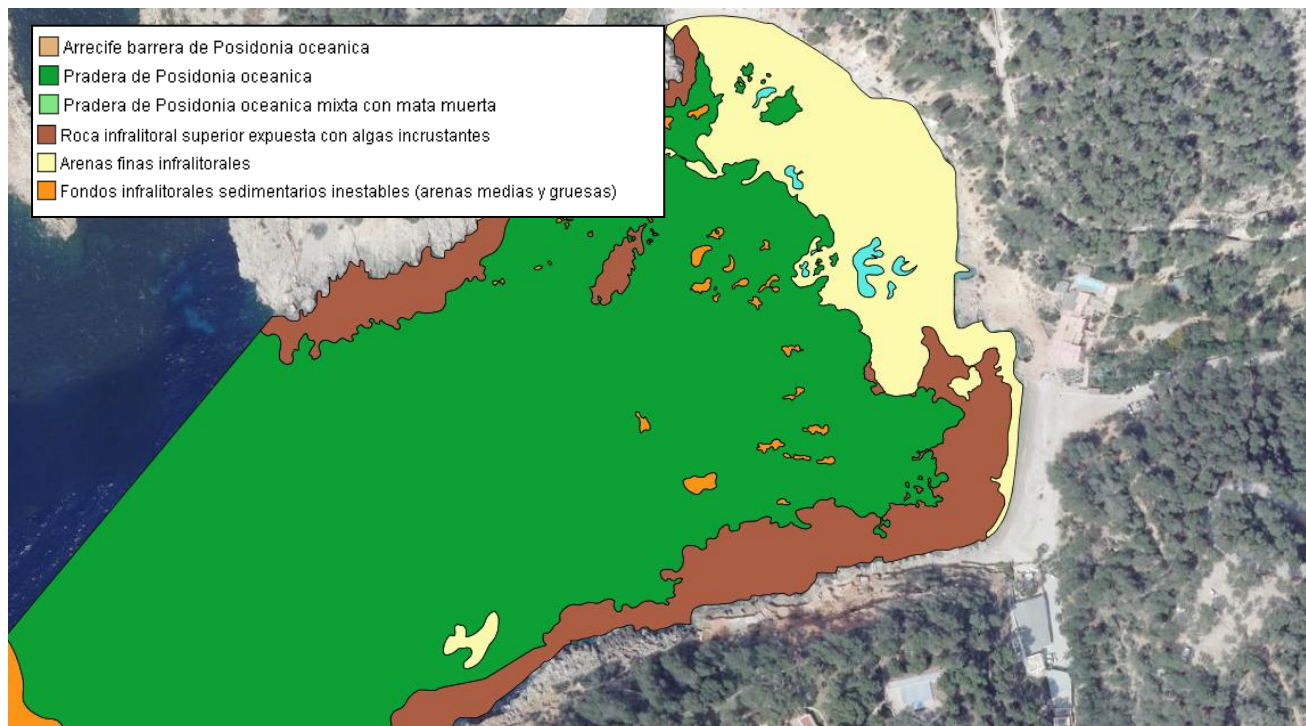 Arrecife barrera de Posidonia oceanica
Pradera de Posidonia oceanica
Pradera de Posidonia oceanica mixta con mata muerta
Roca infralitoral superior expuesta con algas incrustantes
Arenas finas infralitorales
Fondos infralitorales sedimentarios inestables (arenas medias y gruesas)